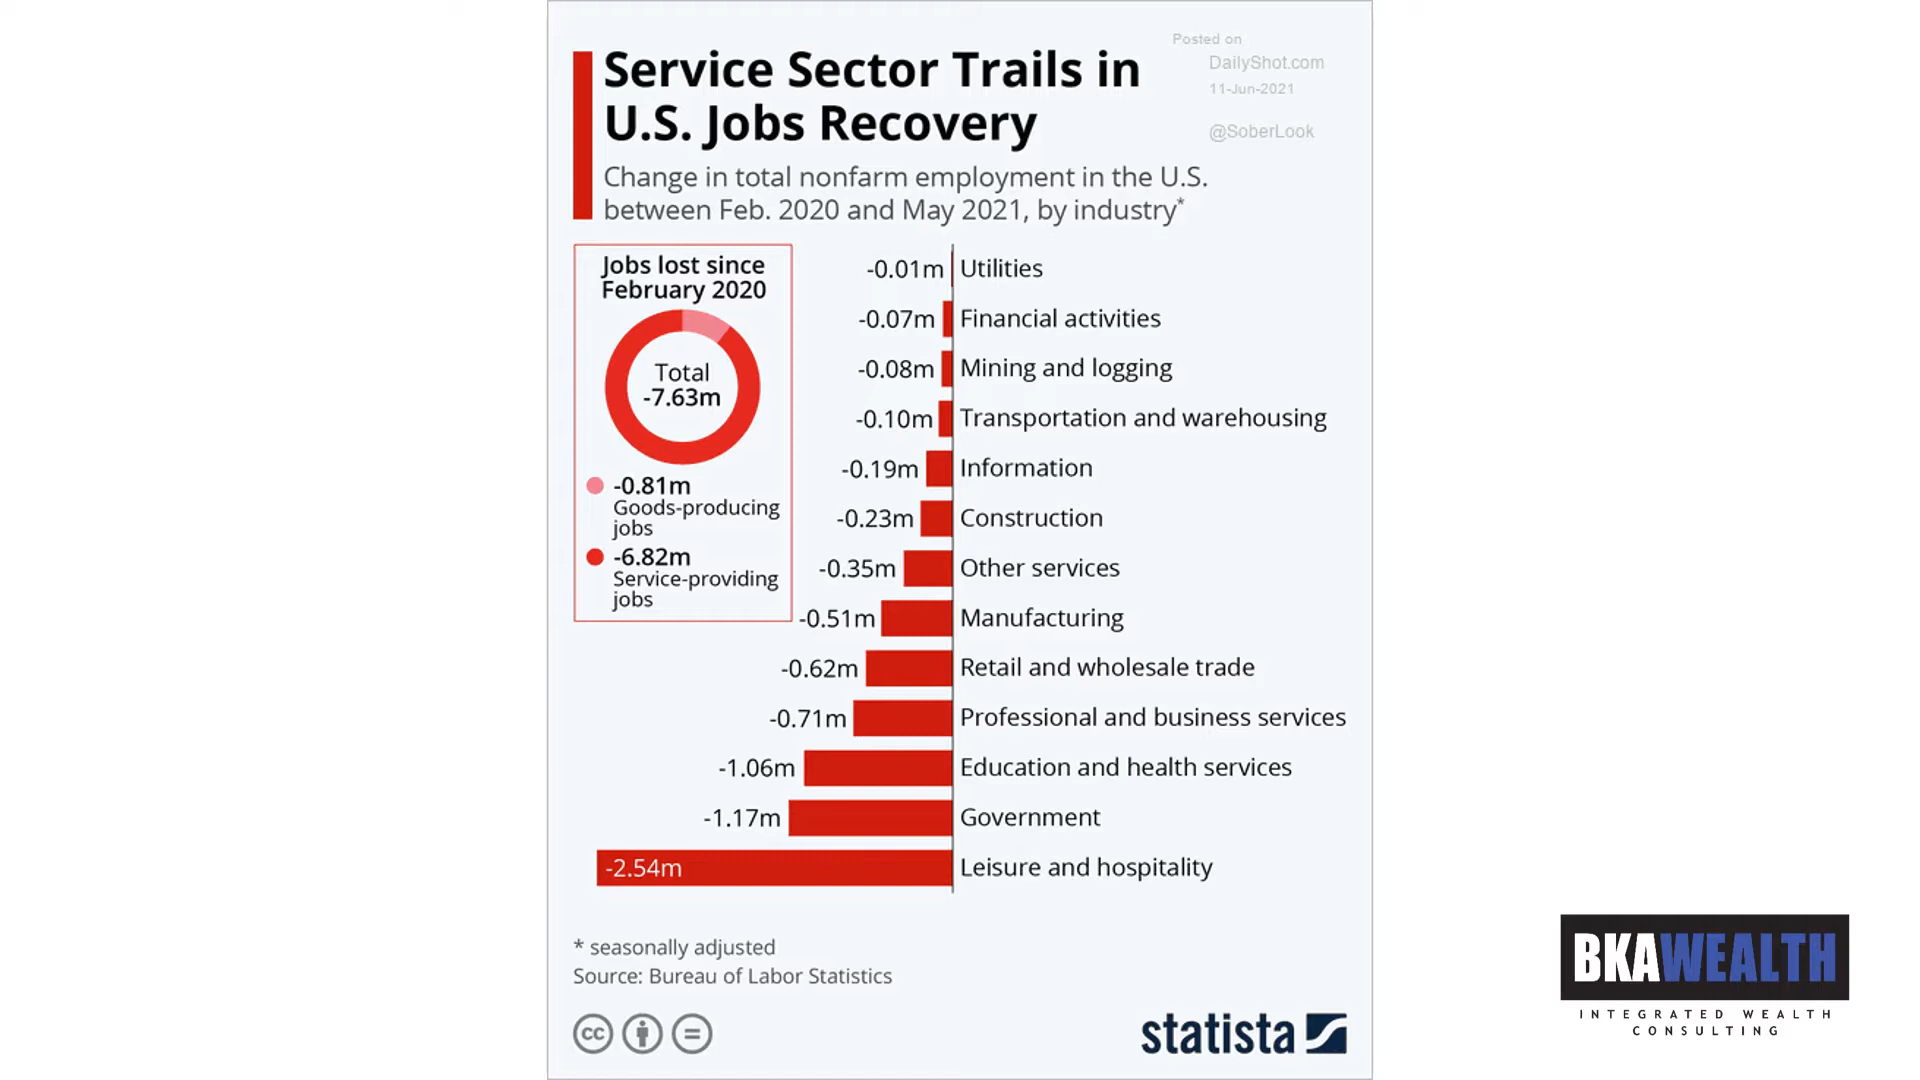 Service Sector Trails in
U.S. Jobs Recovery
Posted on
DailyShot.com
11-Jun-2021
@SoberLook
Change in total nonfarm employment in the U.S.
between Feb. 2020 and May 2021, by industry*
Jobs lost since
February 2020
Total
-7.63m
-0.81m
Goods-producing
jobs
-6.82m
Service-providing
jobs
-0.01m Utilities
-0.07m Financial activities
-0.08m Mining and logging
-0.10m Transportation and warehousing
-0.19m Information
-0.23m Construction
-0.35m Other services
-0.51m Manufacturing
-0.62m Retail and wholesale trade
-0.71m Professional and business services
-1.06m Education and health services
-1.17m Government
-2.54m Leisure and hospitality
* seasonally adjusted
Source: Bureau of Labor Statistics
cc
statista
BKAWEALTH
INTEGRATED WEALTH
CONSULTING